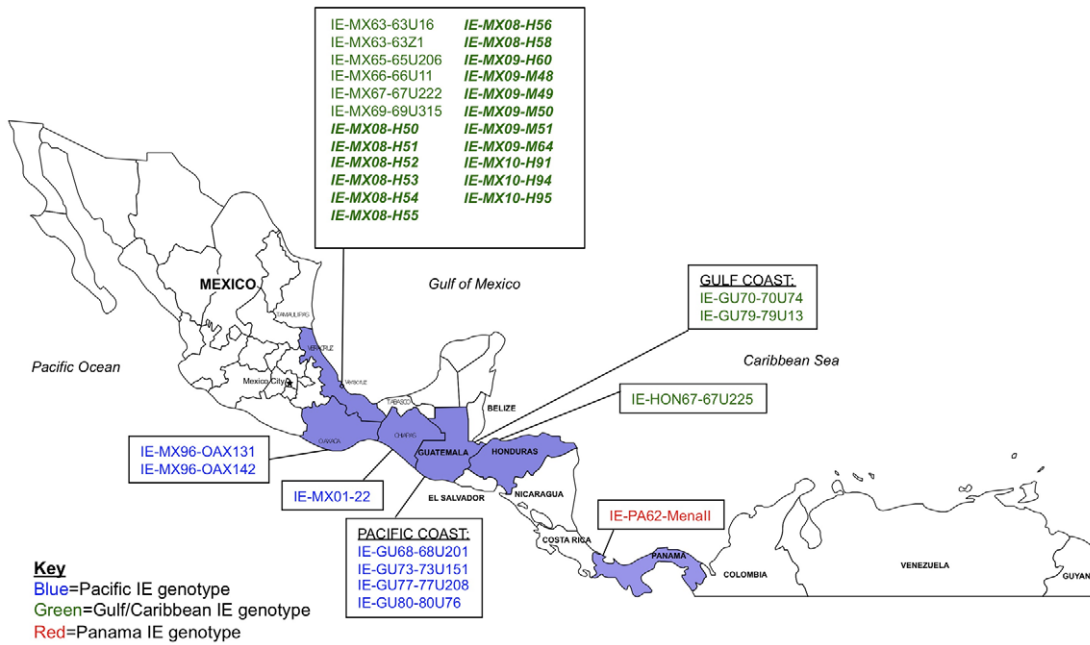 IE-MX63-63U16
IE-MX63-63Z1
IE-MX65-65U206
IE-MX66-66U11
IE-MX67-67U222
IE-MX69-69U315
IE-MX08-H50
IE-MX08-H51
IE-MX08-H52
IE-MX08-H53
IE-MX08-H54
IE-MX08-H55
IE-MX08-H56
IE-MX08-H58
IE-MX09-H60
IE-MX09-M48
IE-MX09-M49
IE-MX09-M50
IE-MX09-M51
IE-MX09-M64
IE-MX10-H91
IE-MX10-H94
IE-MX10-H95
MEXICO
Gulf of Mexico
GULF COAST:
IE-GU70-70U74
IE-GU79-79U13
TAMAULIPAS
VERACRUZ
Pacific Ocean
Mexico City
VERACRUZ
Caribbean Sea
TABASCO
BELIZE
IE-HON67-67U225
OAXACA
CHIAPAS
GUATEMALA
HONDURAS
IE-MX96-OAX131
IE-MX96-OAX142
IE-MX01-22
EL SALVADOR
NICARAGUA
IE-PA62-MenaII
COSTA RICA
PANAMA
COLOMBIA
VENEZUELA
GUYAN
PACIFIC COAST:
IE-GU68-68U201
IE-GU73-73U151
IE-GU77-77U208
IE-GU80-80U76
Key
Blue=Pacific IE genotype
Green=Gulf/Caribbean IE genotype
Red=Panama IE genotype